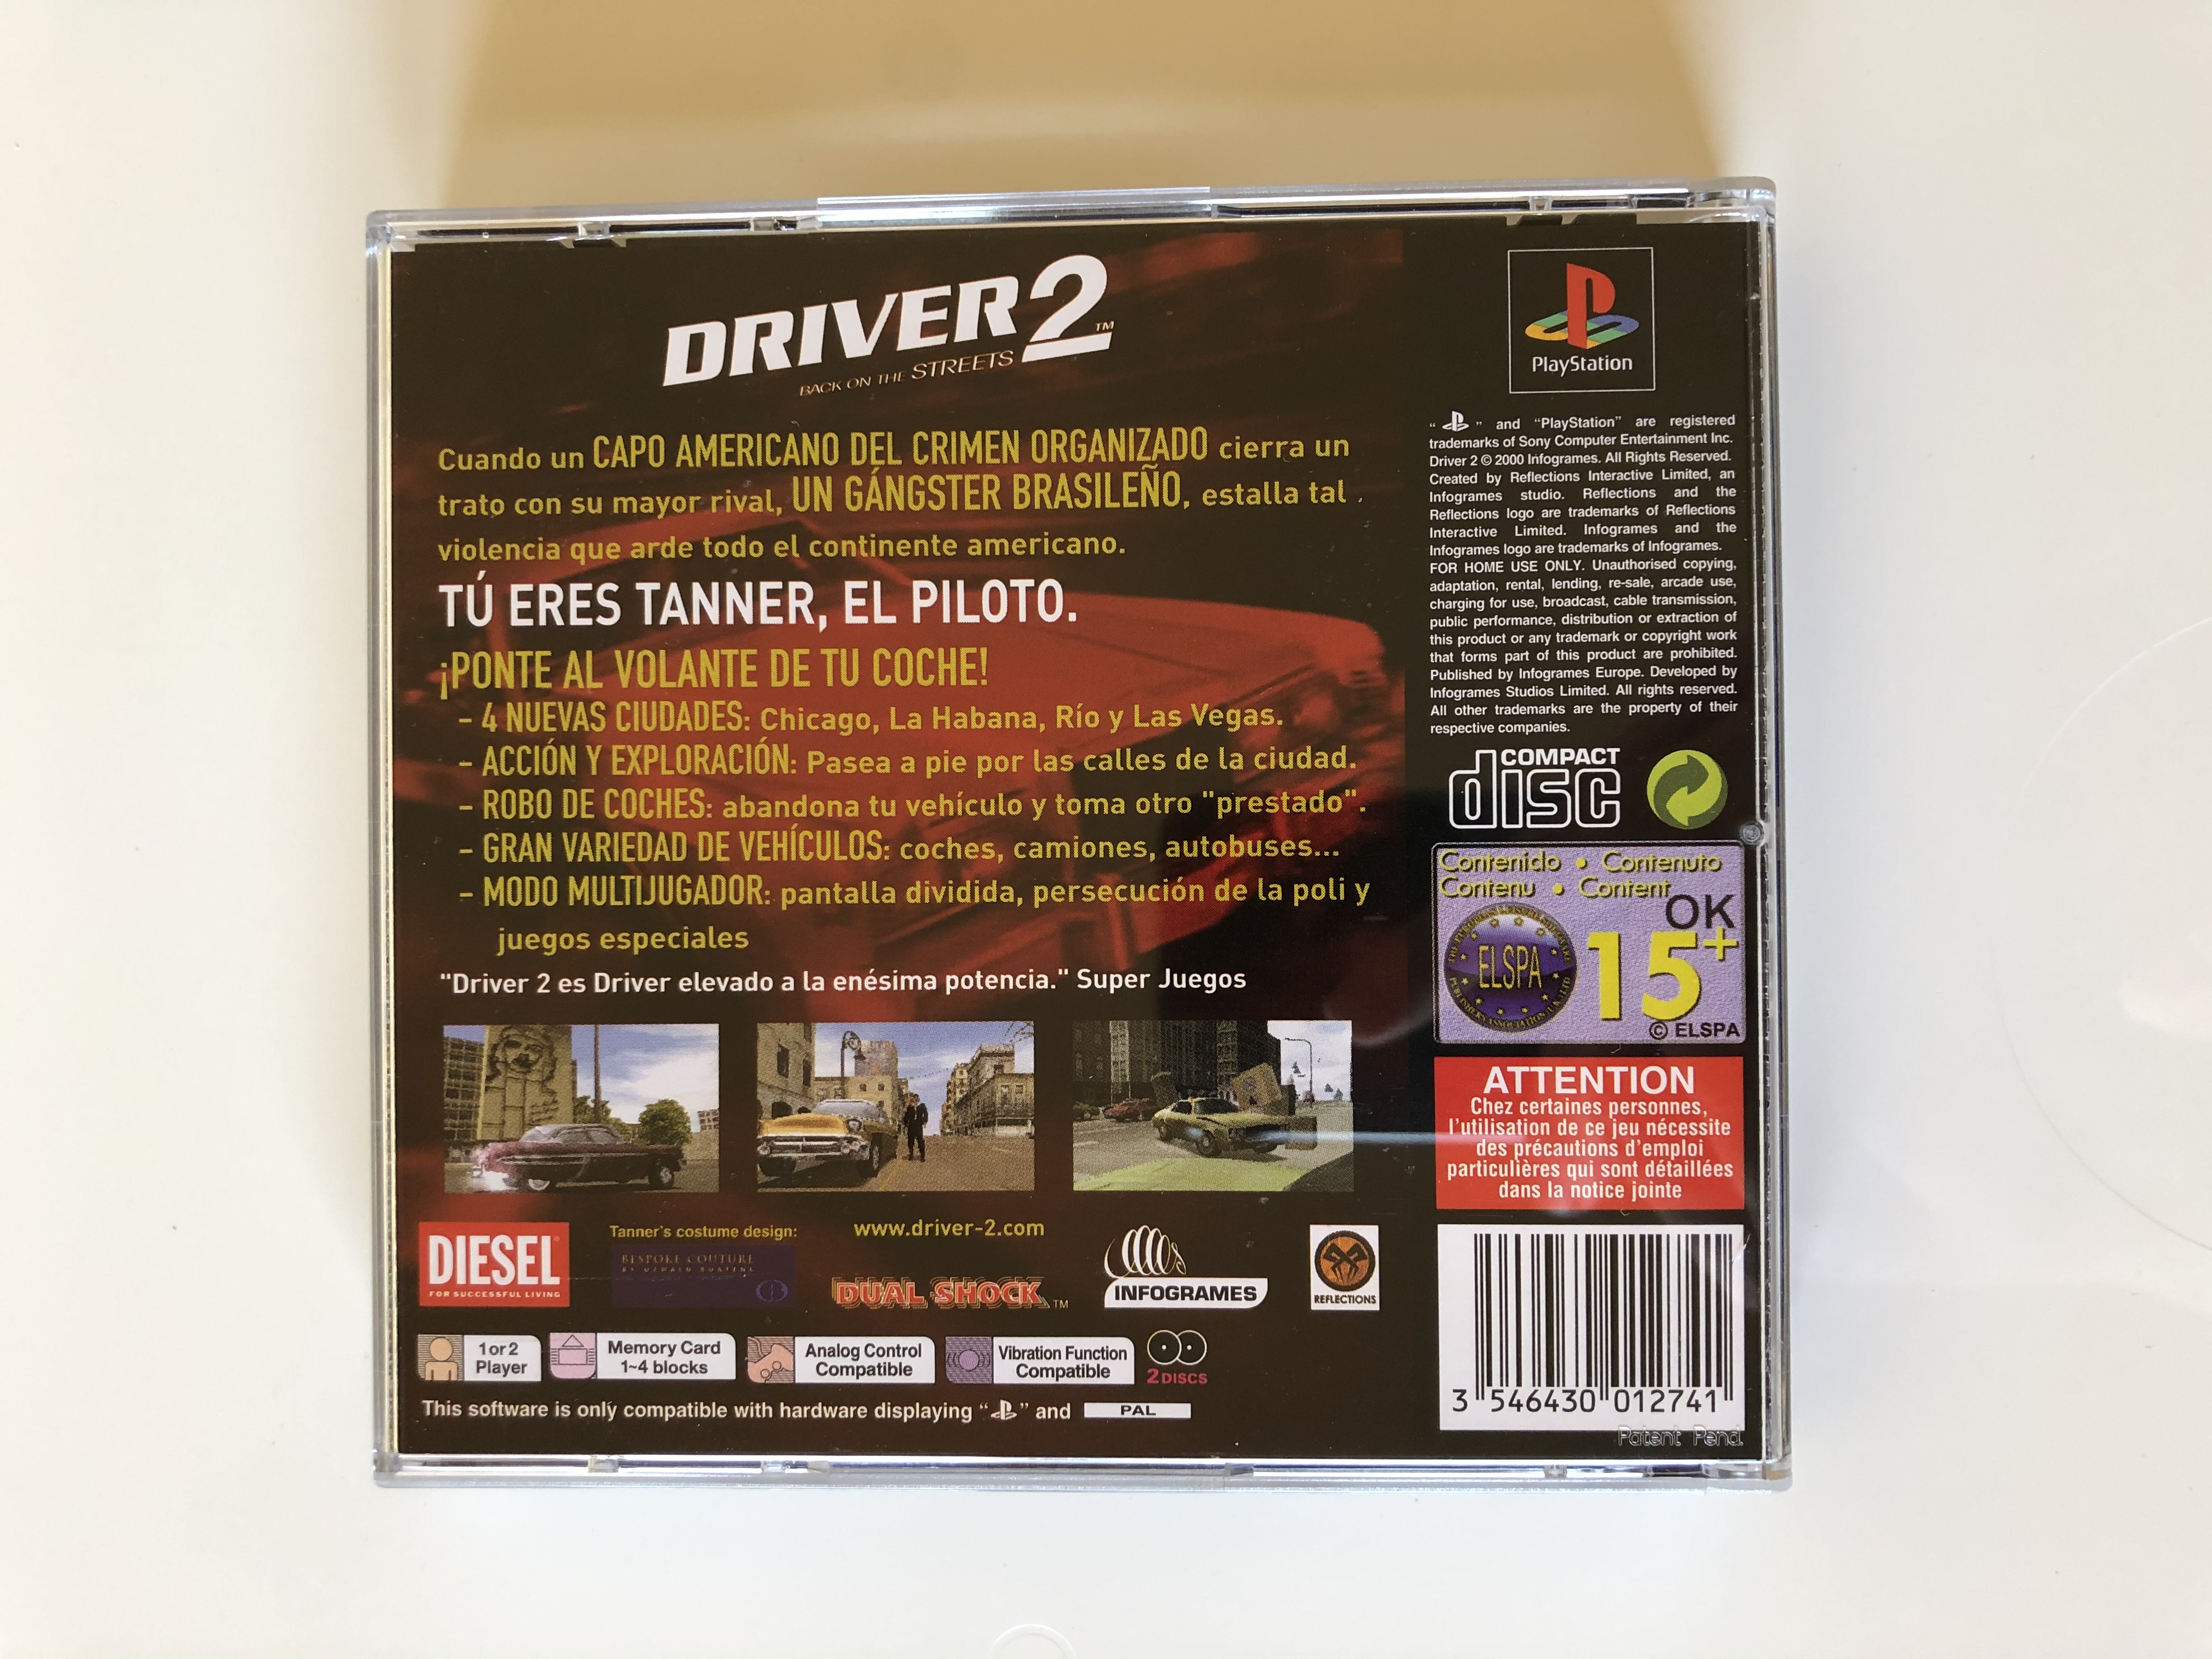 DRIVER 2™
BACK ON THE STREETS
Cuando un CAPO AMERICANO DEL CRIMEN ORGANIZADO cierra un
trato con su mayor rival, UN GÁNGSTER BRASILEÑO, estalla tal
violencia que arde todo el continente americano.
TÚ ERES TANNER, EL PILOTO.
¡PONTE AL VOLANTE DE TU COCHE!
- 4 NUEVAS CIUDADES: Chicago, La Habana, Río y Las Vegas.
- ACCIÓN Y EXPLORACIÓN: Pasea a pie por las calles de la ciudad.
- ROBO DE COCHES: abandona tu vehículo y toma otro "prestado".
- GRAN VARIEDAD DE VEHÍCULOS: coches, camiones, autobuses...
- MODO MULTIJUGADOR: pantalla dividida, persecución de la poli y
juegos especiales
"Driver 2 es Driver elevado a la enésima potencia." Super Juegos
DIESEL
FOR SUCCESSFUL LIVING
Tanner's costume design:
BESPOKE COUTURE
www.driver-2.com
DUAL SHOCK™
INFOGRAMES
REFLECTIONS
1 or 2
Player
Memory Card
1~4 blocks
Analog Control
Compatible
Vibration Function
Compatible
2 DISCS
This software is only compatible with hardware displaying " " and PAL
PlayStation
" " and "PlayStation" are registered
trademarks of Sony Computer Entertainment Inc.
Driver 2 © 2000 Infogrames. All Rights Reserved.
Created by Reflections Interactive Limited, an
Infogrames studio. Reflections and the
Reflections logo are trademarks of Reflections
Interactive Limited. Infogrames and the
Infogrames logo are trademarks of Infogrames.
FOR HOME USE ONLY. Unauthorised copying,
adaptation, rental, lending, re-sale, arcade use,
charging for use, broadcast, cable transmission,
public performance, distribution or extraction of
this product or any trademark or copyright work
that forms part of this product are prohibited.
Published by Infogrames Europe. Developed by
Infogrames Studios Limited. All rights reserved.
All other trademarks are the property of their
respective companies.
COMPACT
disc
Contenido • Contenuto
Contenu • Content
OK
ELSPA
15+
© ELSPA
ATTENTION
Chez certaines personnes,
l'utilisation de ce jeu nécessite
des précautions d'emploi
particulières qui sont détaillées
dans la notice jointe
3 546430 012741
Patent Pend.